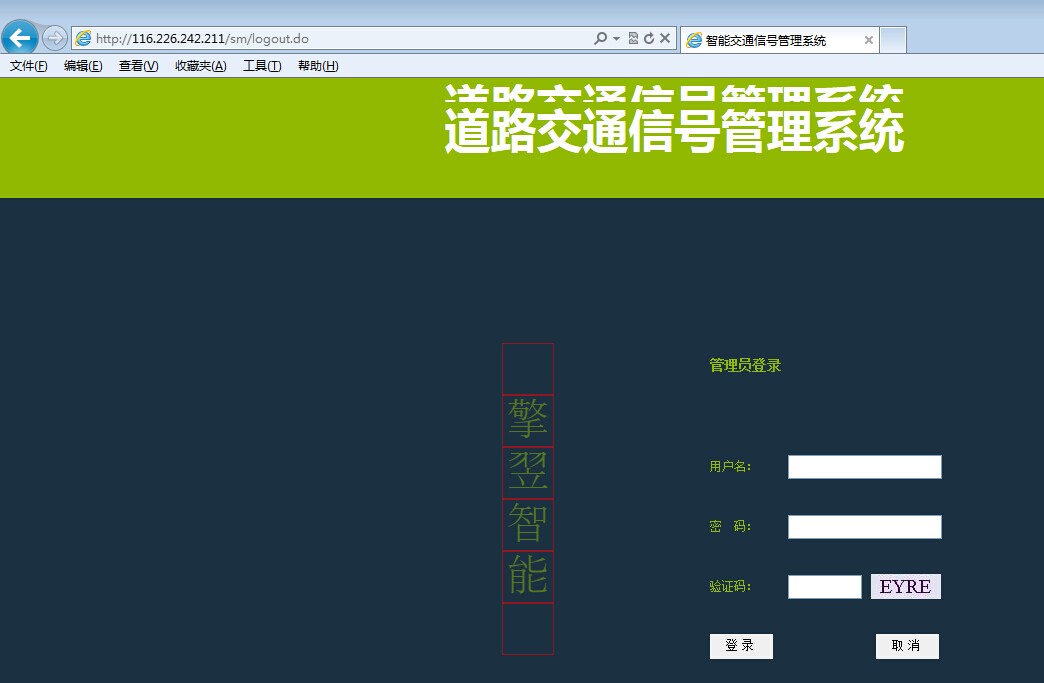 http://116.226.242.211/sm/logout.do
智能交通信号管理系统
文件(F) 编辑(E) 查看(V) 收藏夹(A) 工具(T) 帮助(H)
道路交通信号管理系统
道路交通信号管理系统
擎
翌
智
能
管理员登录
用户名：
密 码：
验证码： EYRE
登 录 取 消